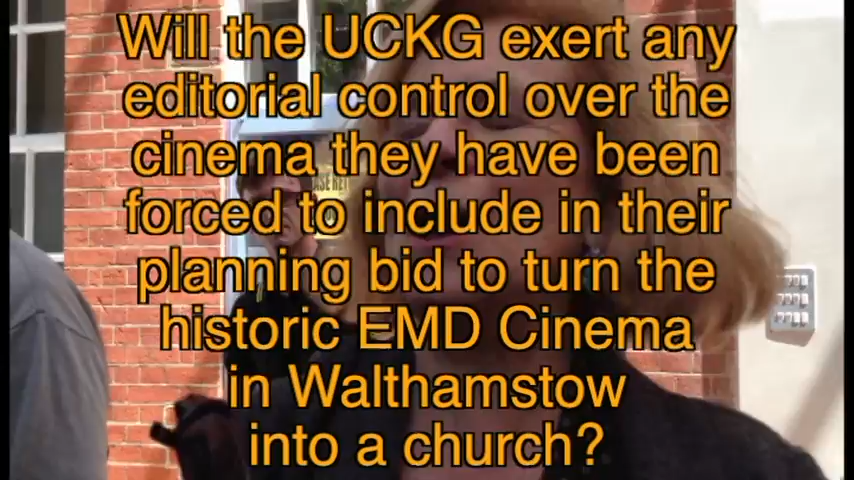 Will the UCKG exert any
editorial control over the
cinema they have been
forced to include in their
planning bid to turn the
historic EMD Cinema
in Walthamstow
into a church?